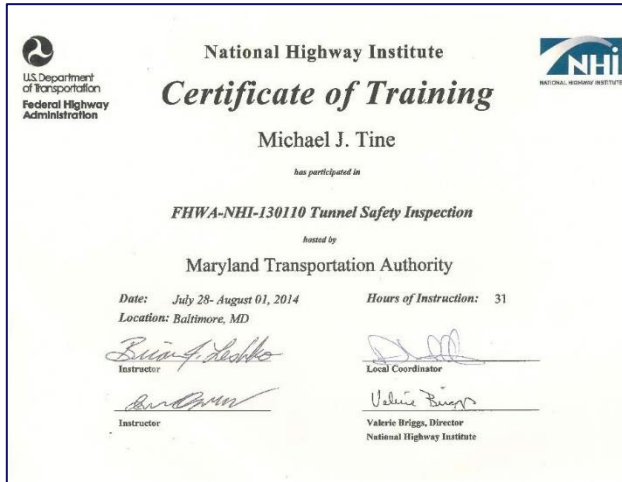 U.S. Department
of Transportation
Federal Highway
Administration
National Highway Institute
NHi
NATIONAL HIGHWAY INSTITUTE
Certificate of Training
Michael J. Tine
has participated in
FHWA-NHI-130110 Tunnel Safety Inspection
hosted by
Maryland Transportation Authority
Date: July 28- August 01, 2014 Hours of Instruction: 31
Location: Baltimore, MD
Brian J. Leshko
Instructor
Local Coordinator
Valerie Briggs
Instructor
Valerie Briggs, Director
National Highway Institute